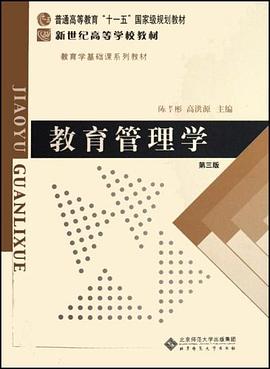 普通高等教育“十一五”国家级规划教材
新世纪高等学校教材
教育学基础课系列教材
陈孝彬 高洪源 主编
教育管理学
第三版
JIAOYU
GUANLIXUE
北京师范大学出版集团
北京师范大学出版社